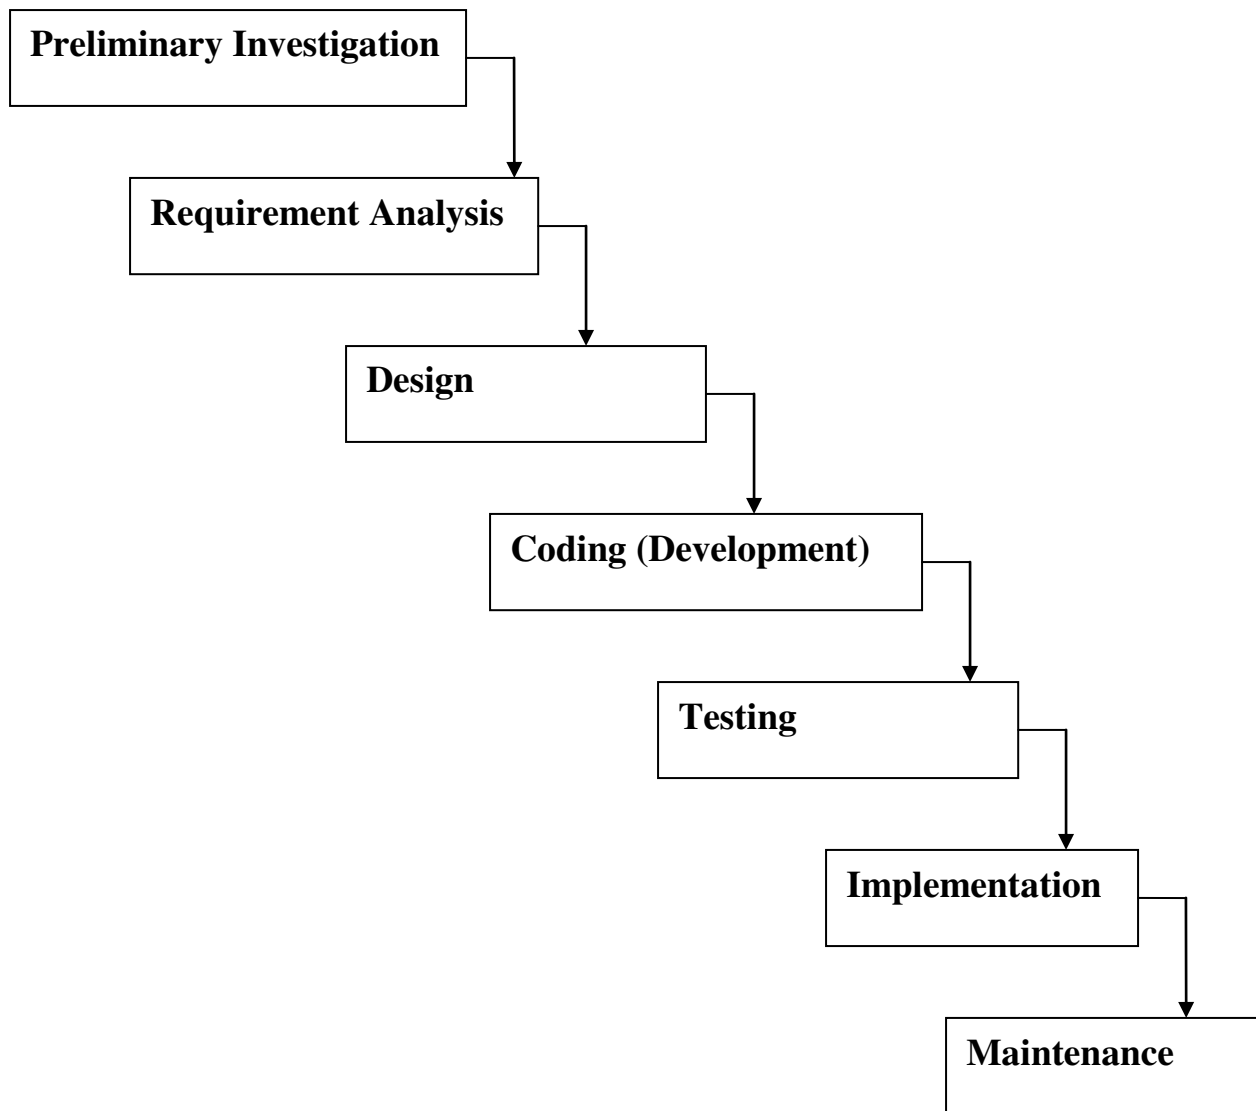 Preliminary Investigation
Requirement Analysis
Design
Coding (Development)
Testing
Implementation
Maintenance